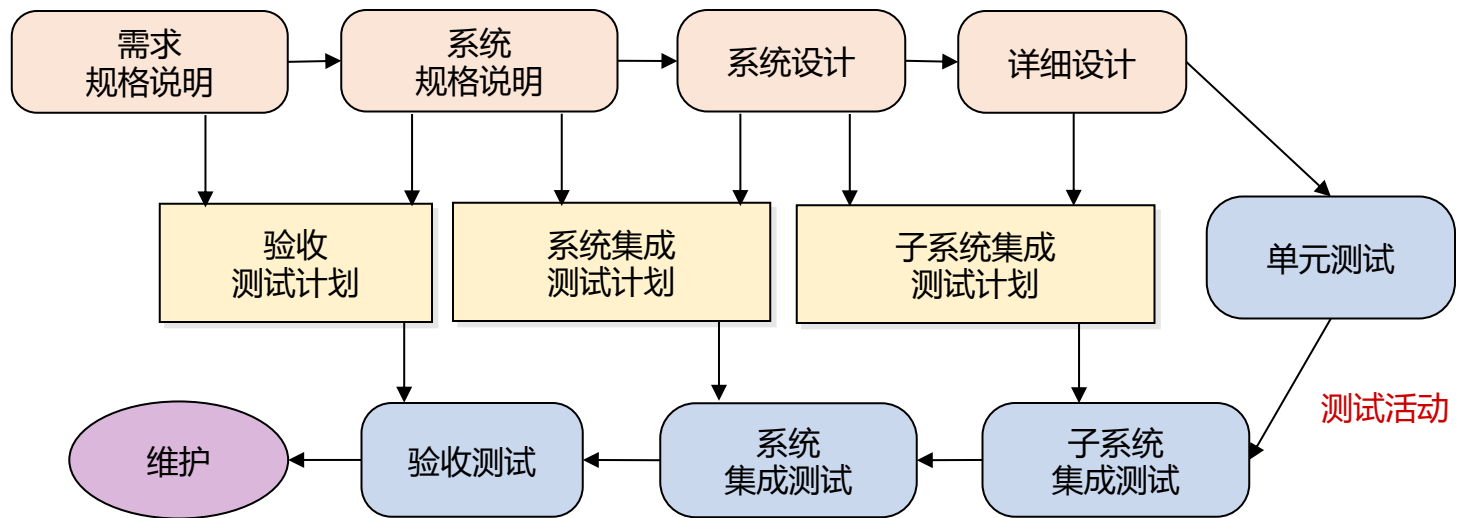 需求
规格说明
系统
规格说明
系统设计
详细设计
验收
测试计划
系统集成
测试计划
子系统集成
测试计划
单元测试
测试活动
维护
验收测试
系统
集成测试
子系统
集成测试